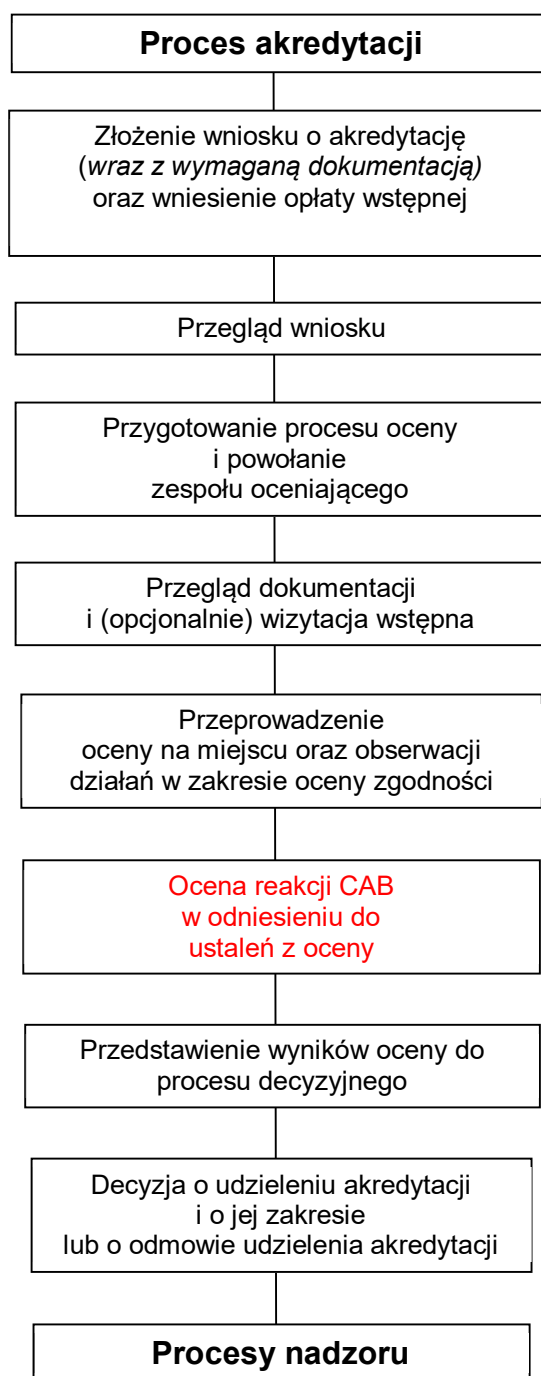 Proces akredytacji
Złożenie wniosku o akredytację
(wraz z wymaganą dokumentacją)
oraz wniesienie opłaty wstępnej
Przegląd wniosku
Przygotowanie procesu oceny
i powołanie
zespołu oceniającego
Przegląd dokumentacji
i (opcjonalnie) wizytacja wstępna
Przeprowadzenie
oceny na miejscu oraz obserwacji
działań w zakresie oceny zgodności
Ocena reakcji CAB
w odniesieniu do
ustaleń z oceny
Przedstawienie wyników oceny do
procesu decyzyjnego
Decyzja o udzieleniu akredytacji
i o jej zakresie
lub o odmowie udzielenia akredytacji
Procesy nadzoru